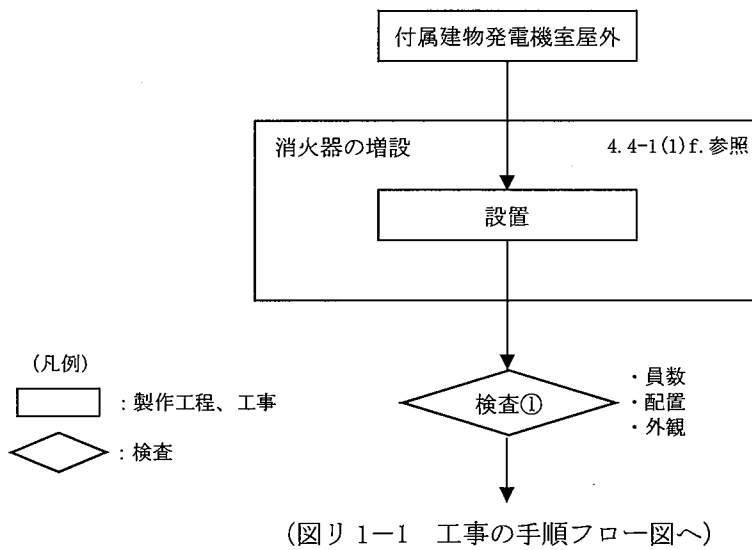 付属建物発電機室屋外
消火器の増設 4.4-1(1)f.参照
設置
(凡例)
:製作工程、工事
:検査
検査①
・員数
・配置
・外観
(図リ 1-1 工事の手順フロー図へ)